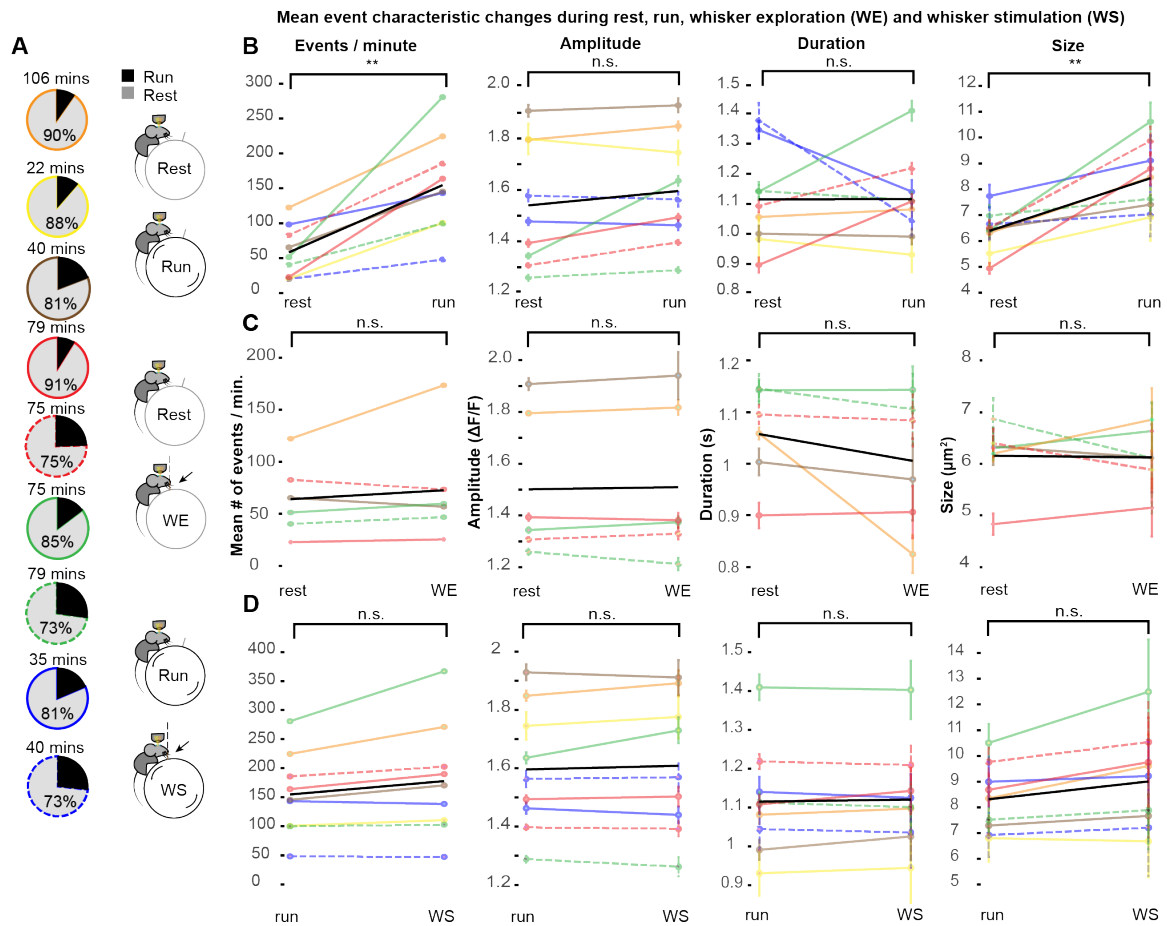 Mean event characteristic changes during rest, run, whisker exploration (WE) and whisker stimulation (WS)
A
106 mins
90%
22 mins
88%
40 mins
81%
79 mins
91%
75 mins
75%
75 mins
85%
79 mins
73%
35 mins
81%
40 mins
73%
Run
Rest
Rest
Run
Rest
WE
Run
WS
B
Events / minute
**
300
250
200
150
100
50
0
rest run
Amplitude
n.s.
2.0
1.8
1.6
1.4
1.2
rest run
Duration
n.s.
1.5
1.4
1.3
1.2
1.1
1.0
0.9
0.8
rest run
Size
**
12
11
10
9
8
7
6
5
4
rest run
C
Mean # of events / min.
n.s.
200
150
100
50
0
rest WE
Amplitude (ΔF/F)
n.s.
2.0
1.8
1.6
1.4
1.2
rest WE
Duration (s)
n.s.
1.2
1.1
1
0.9
0.8
rest WE
Size (µm²)
n.s.
8
7
6
5
4
rest WE
D
n.s.
400
350
300
250
200
150
100
50
0
run WS
n.s.
2
1.8
1.6
1.4
1.2
run WS
n.s.
1.5
1.4
1.3
1.2
1.1
1
0.9
run WS
n.s.
14
13
12
11
10
9
8
7
6
5
run WS